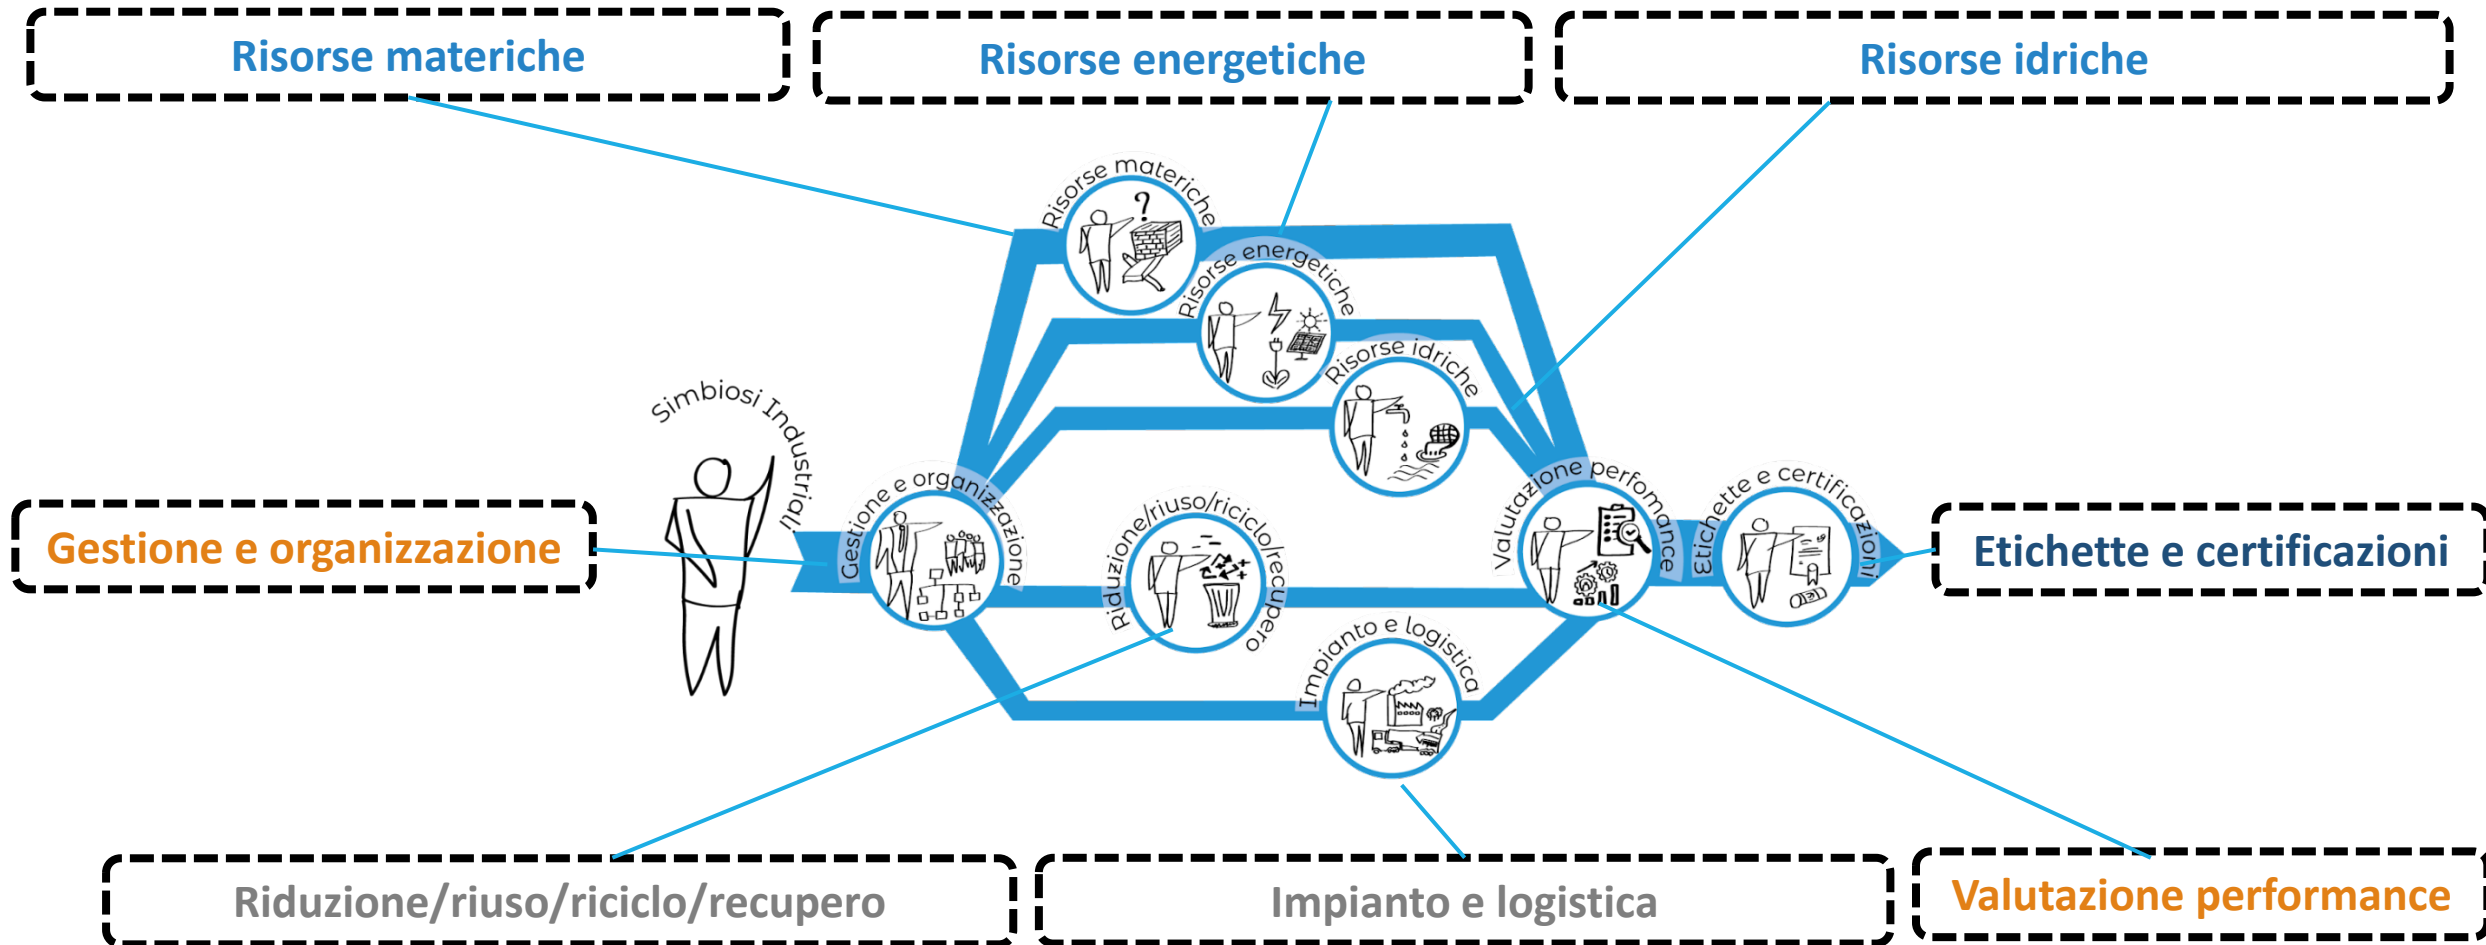 Risorse materiche
Risorse energetiche
Risorse idriche
Risorse materiche
?
Risorse energetiche
Risorse idriche
Simbiosi Industriali
Gestione e organizzazione
Gestione e organizzazione
Riduzione/riuso/riciclo/recupero
Valutazione perfomance
Etichette e certificazioni
Etichette e certificazioni
Impianto e logistica
Riduzione/riuso/riciclo/recupero
Impianto e logistica
Valutazione performance